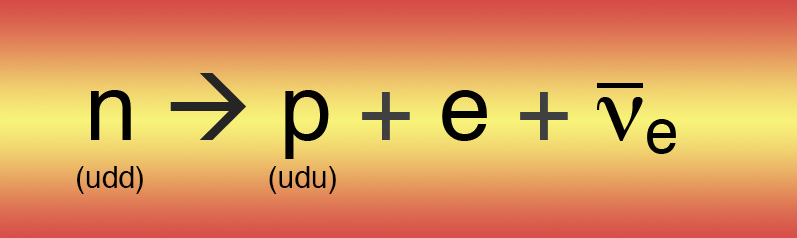 n → p + e + ν̅e
(udd) (udu)